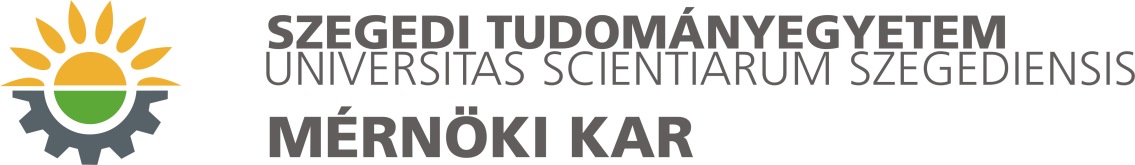 SZEGEDI TUDOMÁNYEGYETEM
UNIVERSITAS SCIENTIARUM SZEGEDIENSIS
MÉRNÖKI KAR